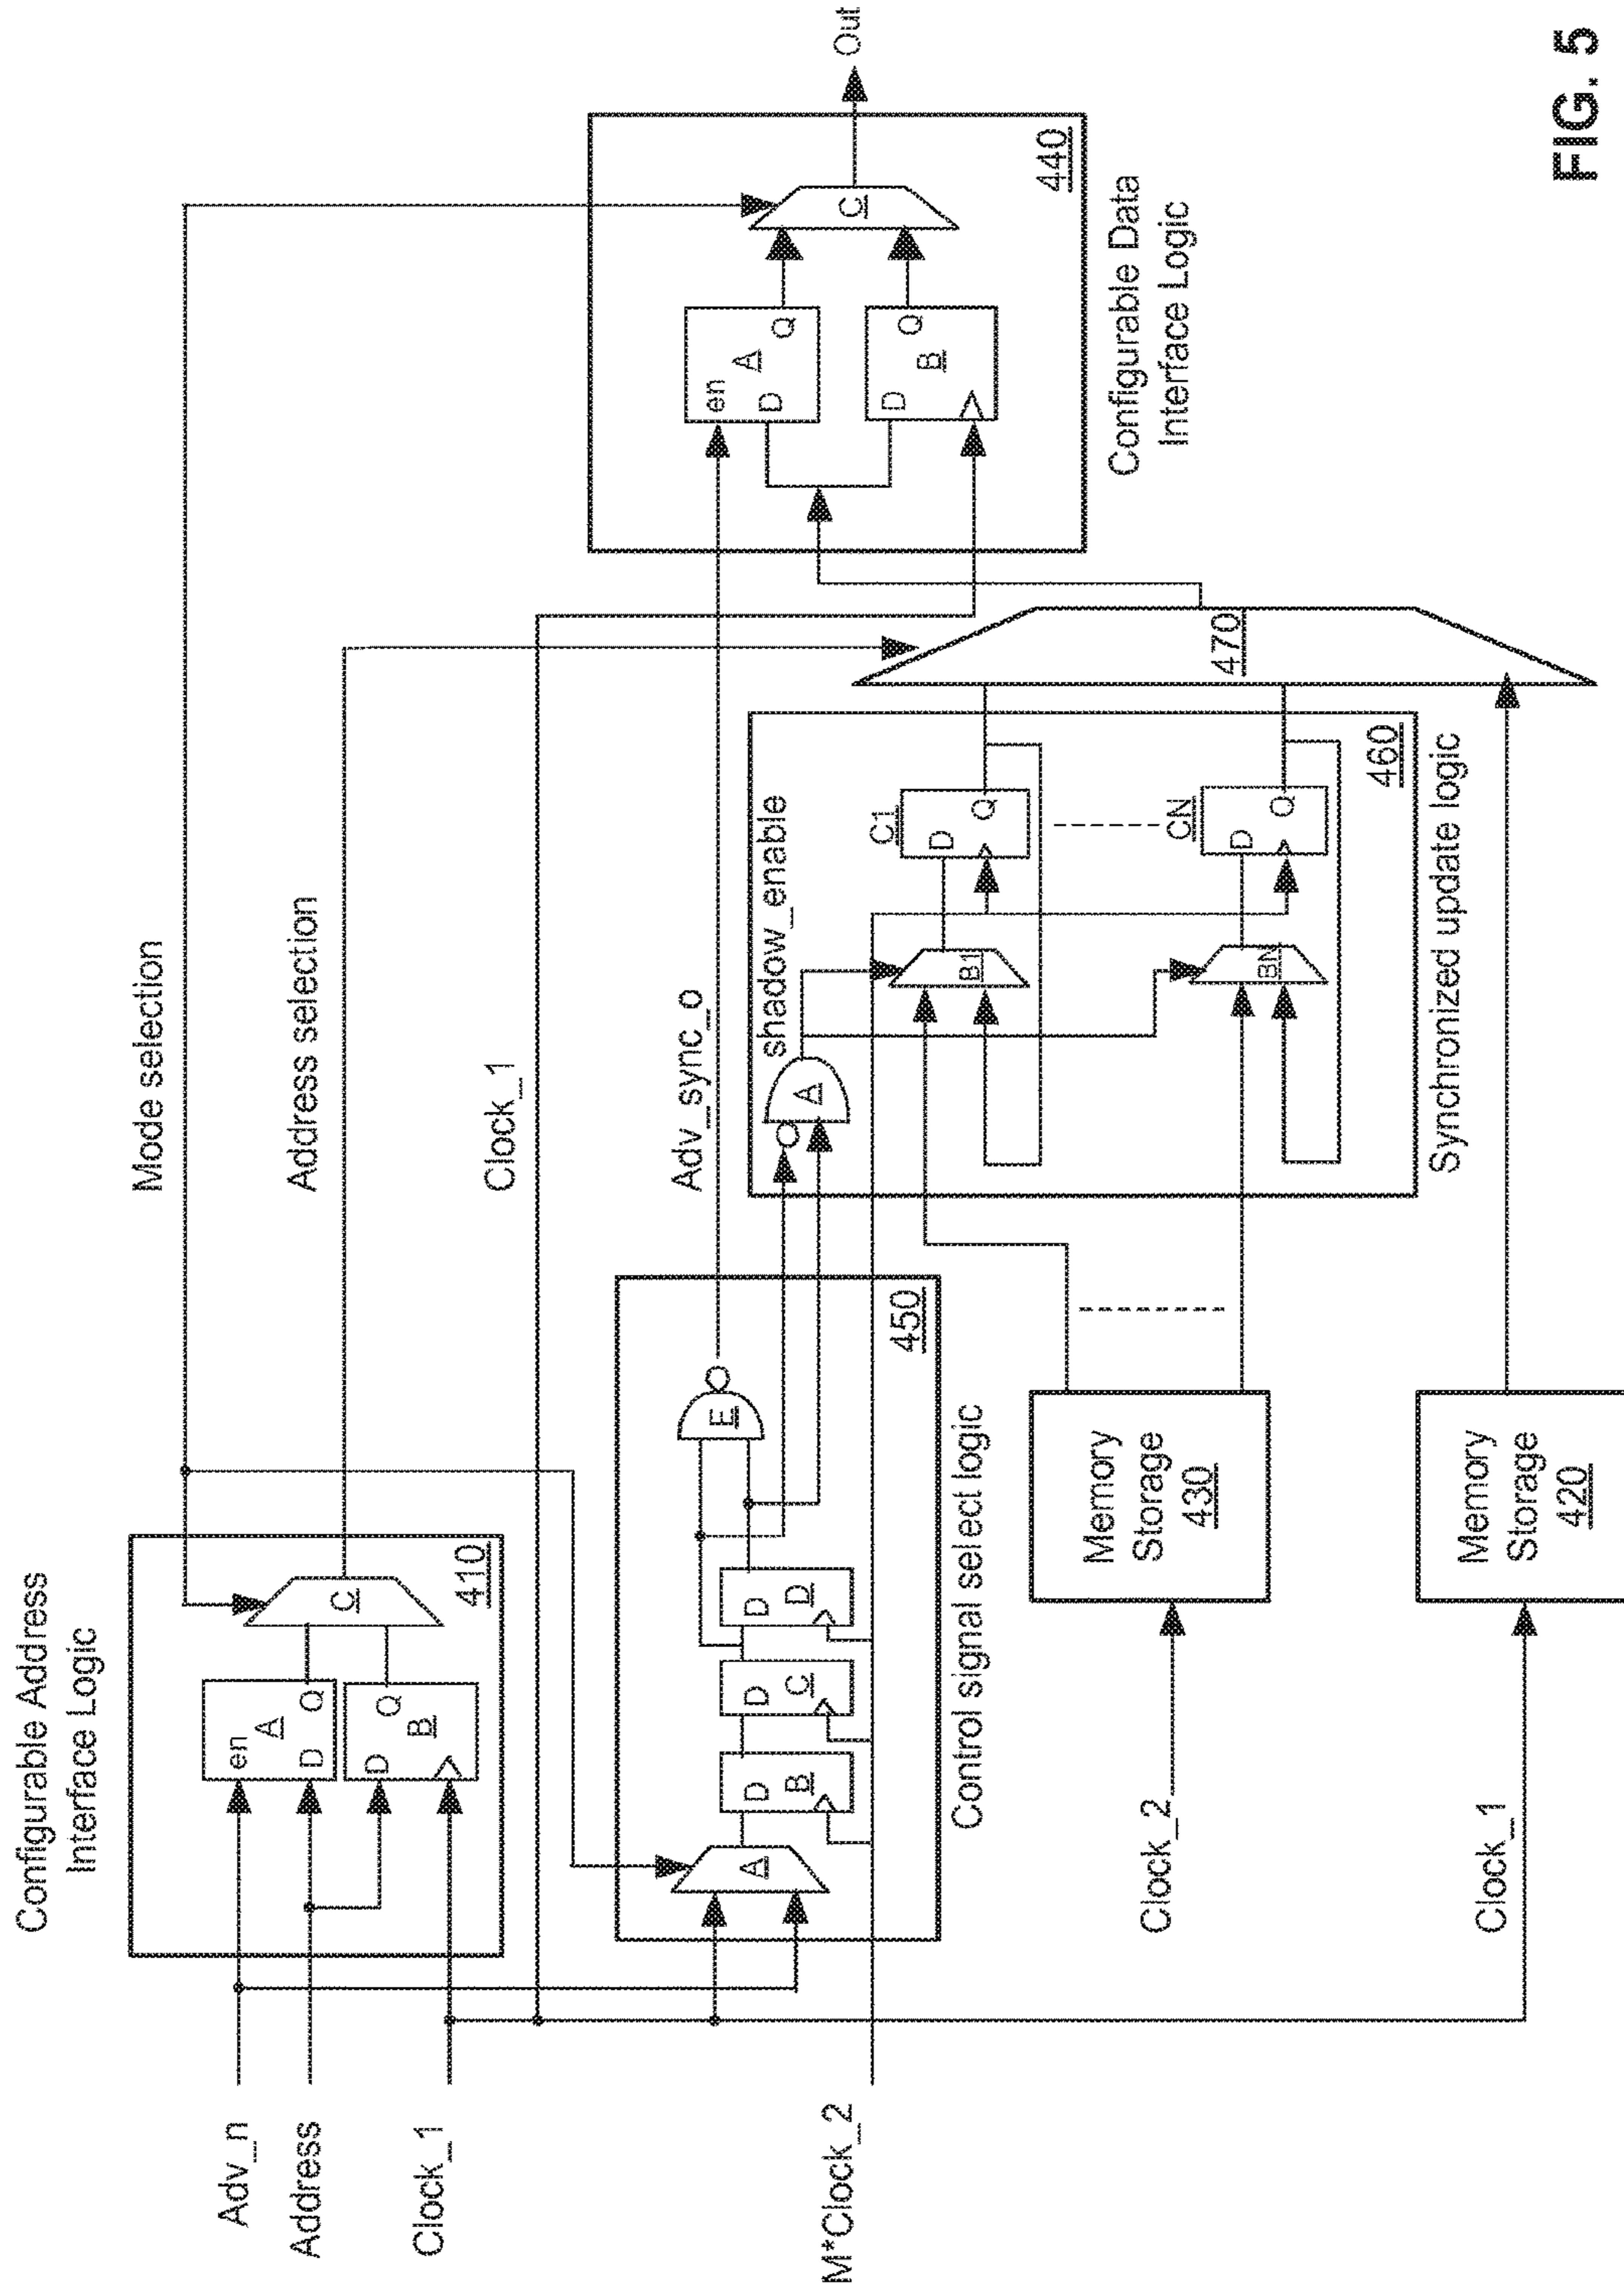 Configurable Address
Interface Logic
Mode selection
Address selection
Clock_1
Adv_sync_o
Adv_n
Address
Clock_1
M*Clock_2
en
A
D
Q
D
Q
B
C
410
A
D
B
D
C
D
D
E
450
Control signal select logic
shadow_enable
A
B1
C1
D
Q
BN
CN
D
Q
460
Synchronized update logic
470
en
A
D
Q
D
Q
B
C
440
Out
Configurable Data
Interface Logic
Clock_2
Memory
Storage
430
Clock_1
Memory
Storage
420
FIG. 5